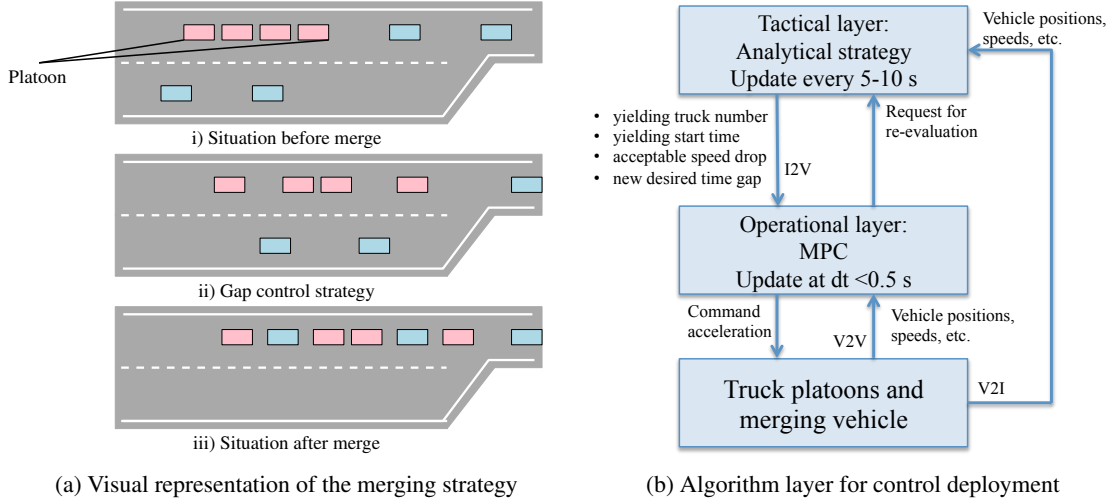 Platoon
i) Situation before merge
ii) Gap control strategy
iii) Situation after merge
(a) Visual representation of the merging strategy
Tactical layer:
Analytical strategy
Update every 5-10 s
Vehicle positions,
speeds, etc.
• yielding truck number
• yielding start time
• acceptable speed drop
• new desired time gap
I2V
Request for
re-evaluation
Operational layer:
MPC
Update at dt <0.5 s
Command
acceleration
V2V
Vehicle positions,
speeds, etc.
Truck platoons and
merging vehicle
V2I
(b) Algorithm layer for control deployment